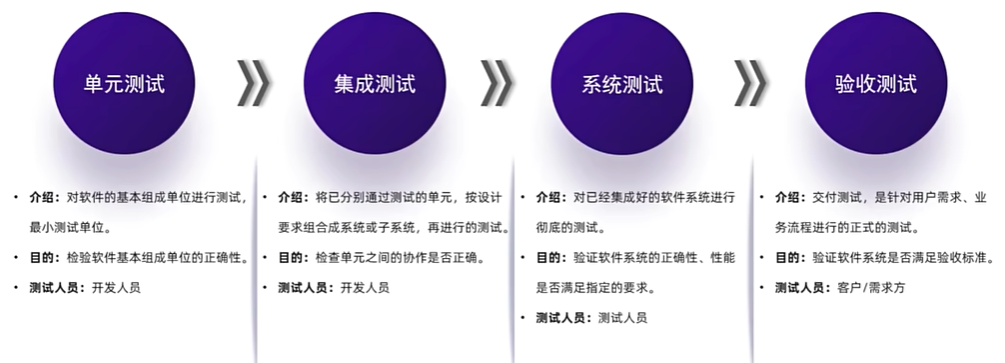 单元测试
集成测试
系统测试
验收测试
• 介绍：对软件的基本组成单位进行测试，
最小测试单位。
• 目的：检验软件基本组成单位的正确性。
• 测试人员：开发人员
• 介绍：将已分别通过测试的单元，按设计
要求组合成系统或子系统，再进行的测试。
• 目的：检查单元之间的协作是否正确。
• 测试人员：开发人员
• 介绍：对已经集成好的软件系统进行
彻底的测试。
• 目的：验证软件系统的正确性、性能
是否满足指定的要求。
• 测试人员：测试人员
• 介绍：交付测试，是针对用户需求、业
务流程进行的正式的测试。
• 目的：验证软件系统是否满足验收标准。
• 测试人员：客户/需求方